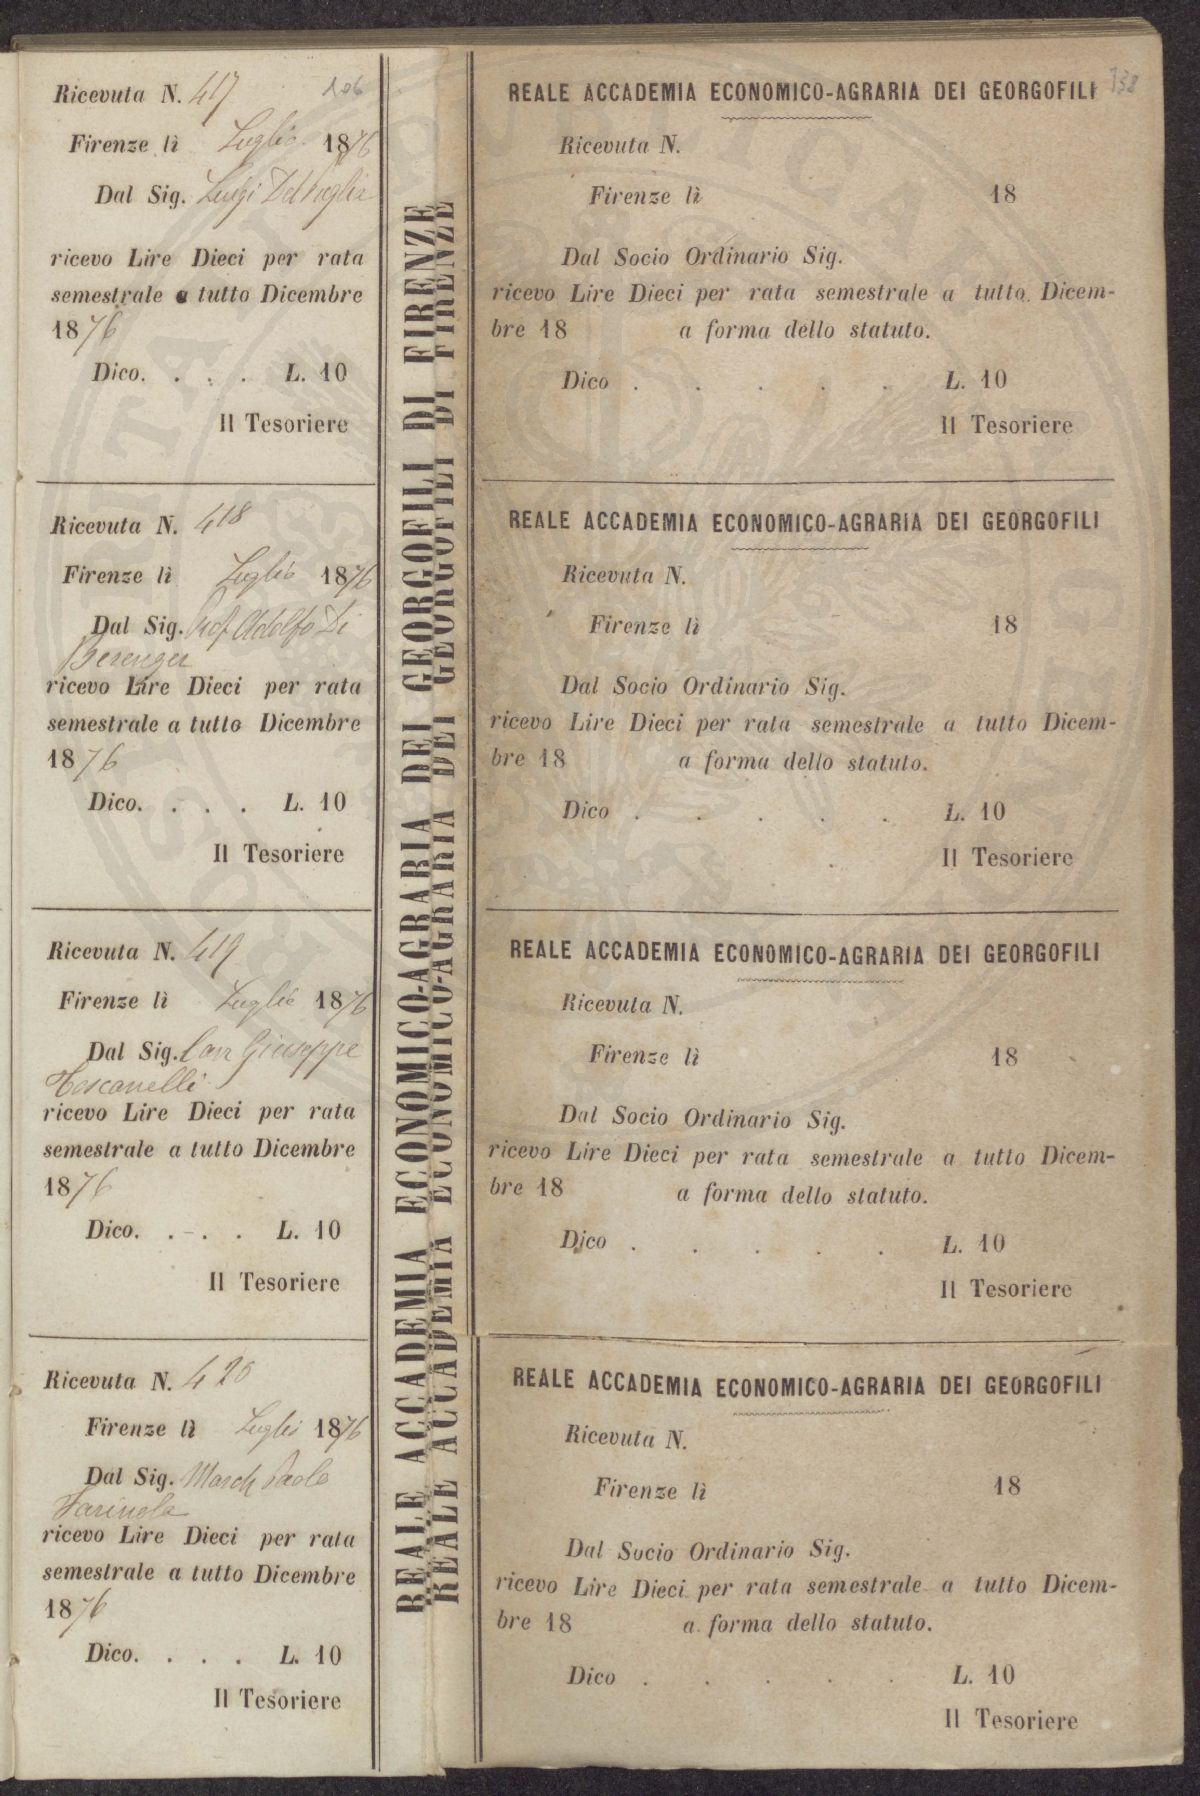 Ricevuta N. 417
106
Firenze lì Luglio 1876
Dal Sig. Luigi Del Puglia
ricevo Lire Dieci per rata
semestrale a tutto Dicembre
1876
Dico. . . . L. 10
Il Tesoriere
Ricevuta N. 418
Firenze lì Luglio 1876
Dal Sig. Prof Adolfo Di
Berenger
ricevo Lire Dieci per rata
semestrale a tutto Dicembre
1876
Dico. . . . L. 10
Il Tesoriere
Ricevuta N. 419
Firenze lì Luglio 1876
Dal Sig. Cav Giuseppe
Toscanelli
ricevo Lire Dieci per rata
semestrale a tutto Dicembre
1876
Dico. . . . L. 10
Il Tesoriere
Ricevuta N. 420
Firenze lì Luglio 1876
Dal Sig. March Paolo
Farinola
ricevo Lire Dieci per rata
semestrale a tutto Dicembre
1876
Dico. . . . L. 10
Il Tesoriere
REALE ACCADEMIA ECONOMICO-AGRARIA DEI GEORGOFILI DI FIRENZE
REALE ACCADEMIA ECONOMICO-AGRARIA DEI GEORGOFILI DI FIRENZE
REALE ACCADEMIA ECONOMICO-AGRARIA DEI GEORGOFILI
138
Ricevuta N.
Firenze lì 18
Dal Socio Ordinario Sig.
ricevo Lire Dieci per rata semestrale a tutto Dicem-
bre 18 a forma dello statuto.
Dico . . . . . L. 10
Il Tesoriere
REALE ACCADEMIA ECONOMICO-AGRARIA DEI GEORGOFILI
Ricevuta N.
Firenze lì 18
Dal Socio Ordinario Sig.
ricevo Lire Dieci per rata semestrale a tutto Dicem-
bre 18 a forma dello statuto.
Dico . . . . . L. 10
Il Tesoriere
REALE ACCADEMIA ECONOMICO-AGRARIA DEI GEORGOFILI
Ricevuta N.
Firenze lì 18
Dal Socio Ordinario Sig.
ricevo Lire Dieci per rata semestrale a tutto Dicem-
bre 18 a forma dello statuto.
Dico . . . . . L. 10
Il Tesoriere
REALE ACCADEMIA ECONOMICO-AGRARIA DEI GEORGOFILI
Ricevuta N.
Firenze lì 18
Dal Socio Ordinario Sig.
ricevo Lire Dieci per rata semestrale a tutto Dicem-
bre 18 a forma dello statuto.
Dico . . . . . L. 10
Il Tesoriere